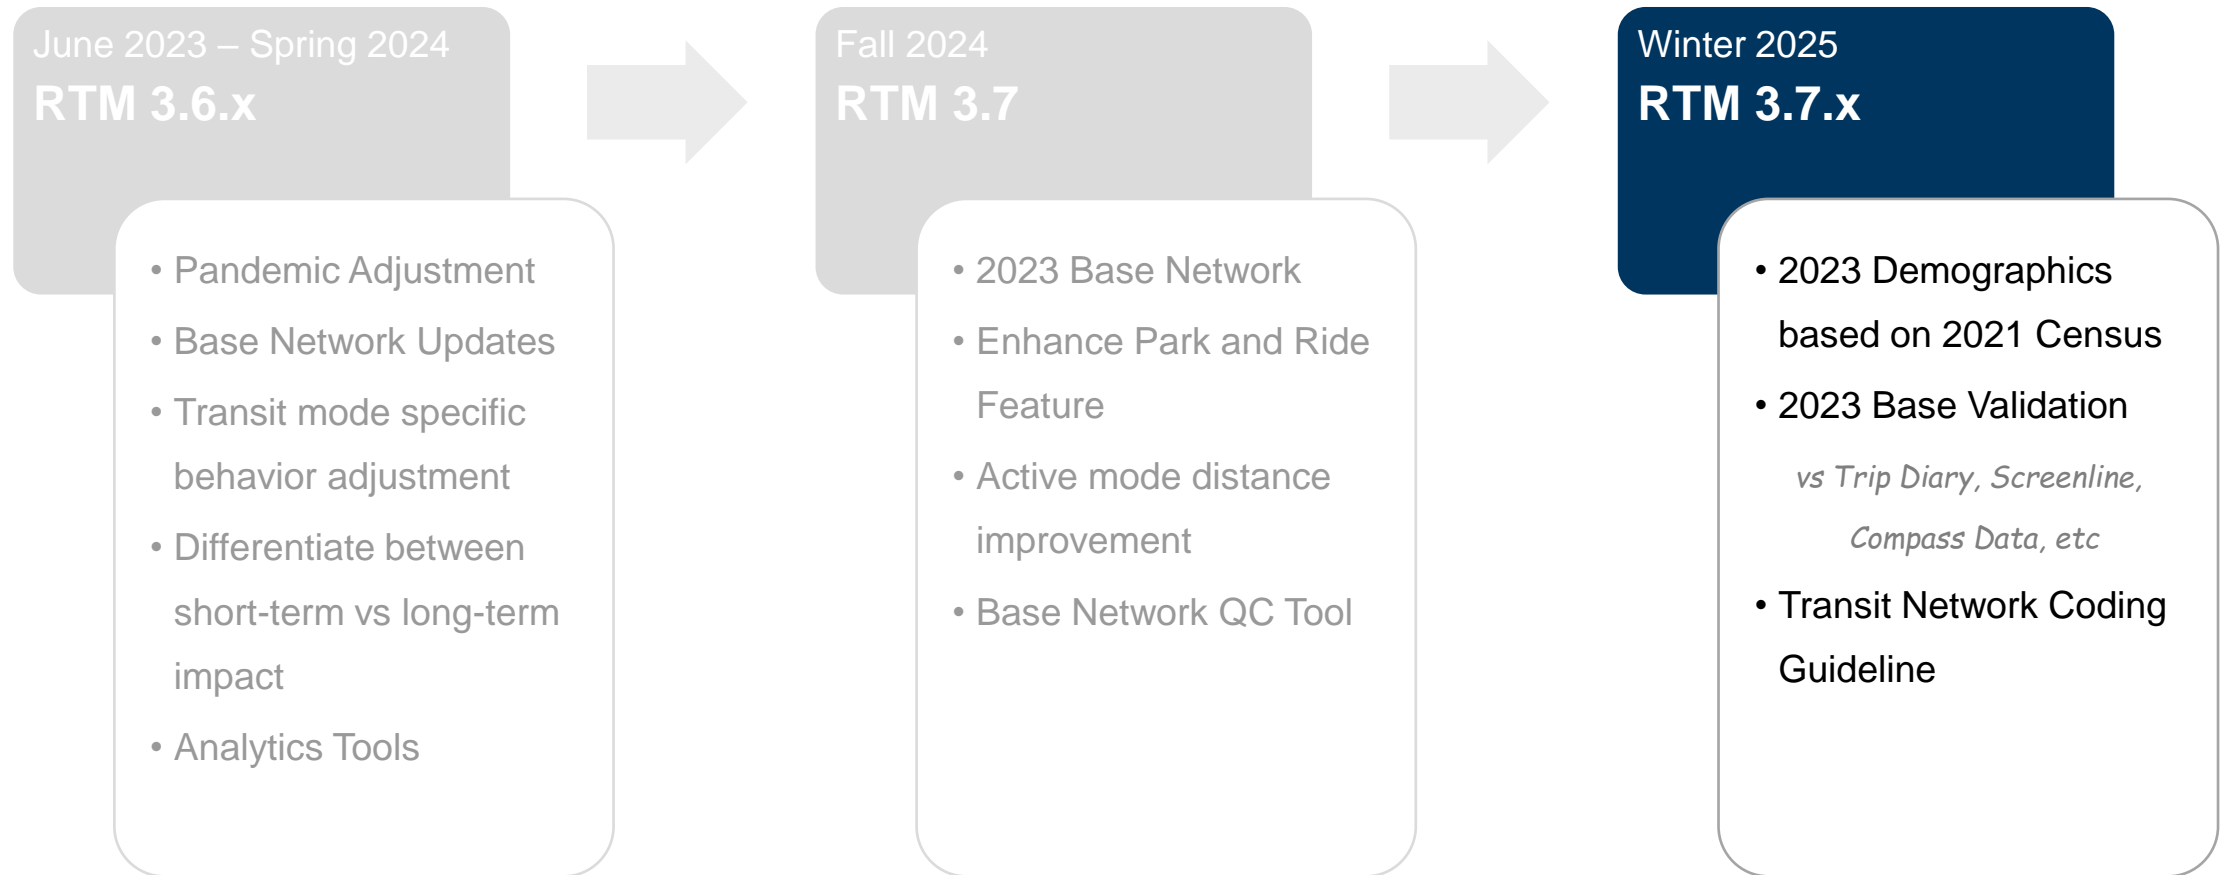 June 2023 – Spring 2024
RTM 3.6.x
• Pandemic Adjustment
• Base Network Updates
• Transit mode specific
behavior adjustment
• Differentiate between
short-term vs long-term
impact
• Analytics Tools
Fall 2024
RTM 3.7
• 2023 Base Network
• Enhance Park and Ride
Feature
• Active mode distance
improvement
• Base Network QC Tool
Winter 2025
RTM 3.7.x
• 2023 Demographics
based on 2021 Census
• 2023 Base Validation
vs Trip Diary, Screenline,
Compass Data, etc
• Transit Network Coding
Guideline